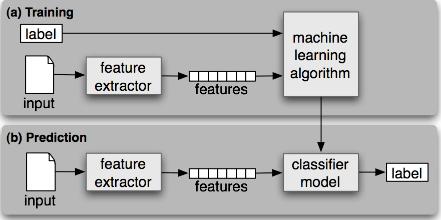 (a) Training
label
input
feature
extractor
features
machine
learning
algorithm
(b) Prediction
input
feature
extractor
features
classifier
model
label